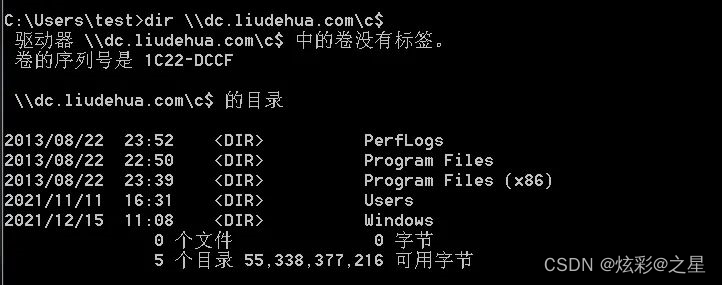 C:\Users\test>dir \\dc.liudehua.com\c$
驱动器 \\dc.liudehua.com\c$ 中的卷没有标签。
卷的序列号是 1C22-DCCF
\\dc.liudehua.com\c$ 的目录
2013/08/22  23:52    <DIR>          PerfLogs
2013/08/22  22:50    <DIR>          Program Files
2013/08/22  23:39    <DIR>          Program Files (x86)
2021/11/11  16:31    <DIR>          Users
2021/12/15  11:08    <DIR>          Windows
0 个文件              0 字节
5 个目录 55,338,377,216 可用字节
CSDN @炫彩@之星